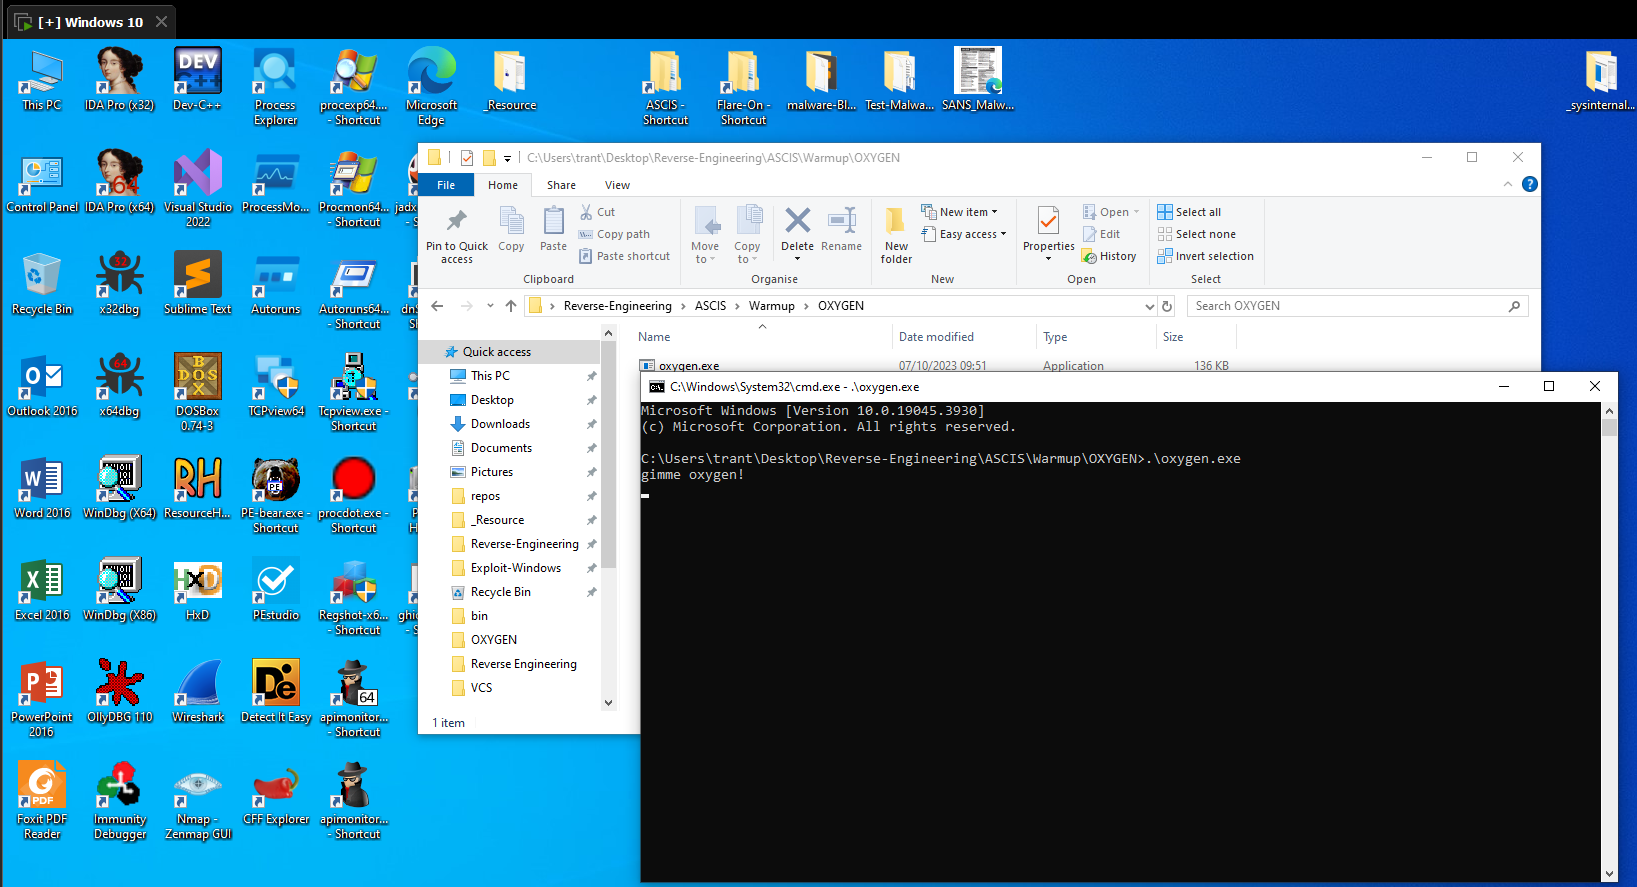 [+] Windows 10
This PC
IDA Pro (x32)
Dev-C++
Process
Explorer
procexp64....
- Shortcut
Microsoft
Edge
_Resource
ASCIS -
Shortcut
Flare-On -
Shortcut
malware-Bl...
Test-Malwa...
SANS_Malw...
_sysinternal...
Control Panel
IDA Pro (x64)
Visual Studio
2022
ProcessMo...
Procmon64...
- Shortcut
jadx
- S
Recycle Bin
x32dbg
Sublime Text
Autoruns
Autoruns64...
- Shortcut
dnS
- S
Outlook 2016
x64dbg
DOSBox
0.74-3
TCPview64
Tcpview.exe -
Shortcut
Word 2016
WinDbg (X64)
ResourceH...
PE-bear.exe -
Shortcut
procdot.exe -
Shortcut
P
H
Excel 2016
WinDbg (X86)
HxD
PEstudio
Regshot-x6...
- Shortcut
ghic
- S
PowerPoint
2016
OllyDBG 110
Wireshark
Detect It Easy
apimonitor...
- Shortcut
Foxit PDF
Reader
Immunity
Debugger
Nmap -
Zenmap GUI
CFF Explorer
apimonitor...
- Shortcut
C:\Users\trant\Desktop\Reverse-Engineering\ASCIS\Warmup\OXYGEN
File Home Share View
Pin to Quick
access
Copy
Paste
Cut
Copy path
Paste shortcut
Clipboard
Move
to
Copy
to
Delete
Rename
Organise
New
folder
New item
Easy access
New
Properties
Open
Edit
History
Open
Select all
Select none
Invert selection
Select
Reverse-Engineering > ASCIS > Warmup > OXYGEN
Search OXYGEN
Name Date modified Type Size
oxygen.exe 07/10/2023 09:51 Application 136 KB
Quick access
This PC
Desktop
Downloads
Documents
Pictures
repos
_Resource
Reverse-Engineering
Exploit-Windows
Recycle Bin
bin
OXYGEN
Reverse Engineering
VCS
1 item
C:\Windows\System32\cmd.exe - .\oxygen.exe
Microsoft Windows [Version 10.0.19045.3930]
(c) Microsoft Corporation. All rights reserved.
C:\Users\trant\Desktop\Reverse-Engineering\ASCIS\Warmup\OXYGEN>.\oxygen.exe
gimme oxygen!